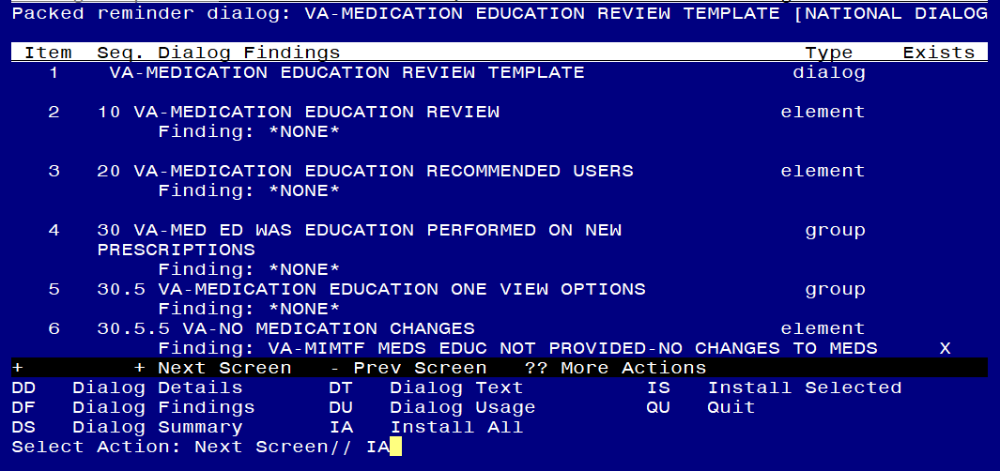 Packed reminder dialog: VA-MEDICATION EDUCATION REVIEW TEMPLATE [NATIONAL DIALOG
Item Seq. Dialog Findings Type Exists
1 VA-MEDICATION EDUCATION REVIEW TEMPLATE dialog
2 10 VA-MEDICATION EDUCATION REVIEW element
Finding: *NONE*
3 20 VA-MEDICATION EDUCATION RECOMMENDED USERS element
Finding: *NONE*
4 30 VA-MED ED WAS EDUCATION PERFORMED ON NEW group
PRESCRIPTIONS
Finding: *NONE*
5 30.5 VA-MEDICATION EDUCATION ONE VIEW OPTIONS group
Finding: *NONE*
6 30.5.5 VA-NO MEDICATION CHANGES element
Finding: VA-MIMTF MEDS EDUC NOT PROVIDED-NO CHANGES TO MEDS X
+ + Next Screen - Prev Screen ?? More Actions
DD Dialog Details DT Dialog Text IS Install Selected
DF Dialog Findings DU Dialog Usage QU Quit
DS Dialog Summary IA Install All
Select Action: Next Screen// IA